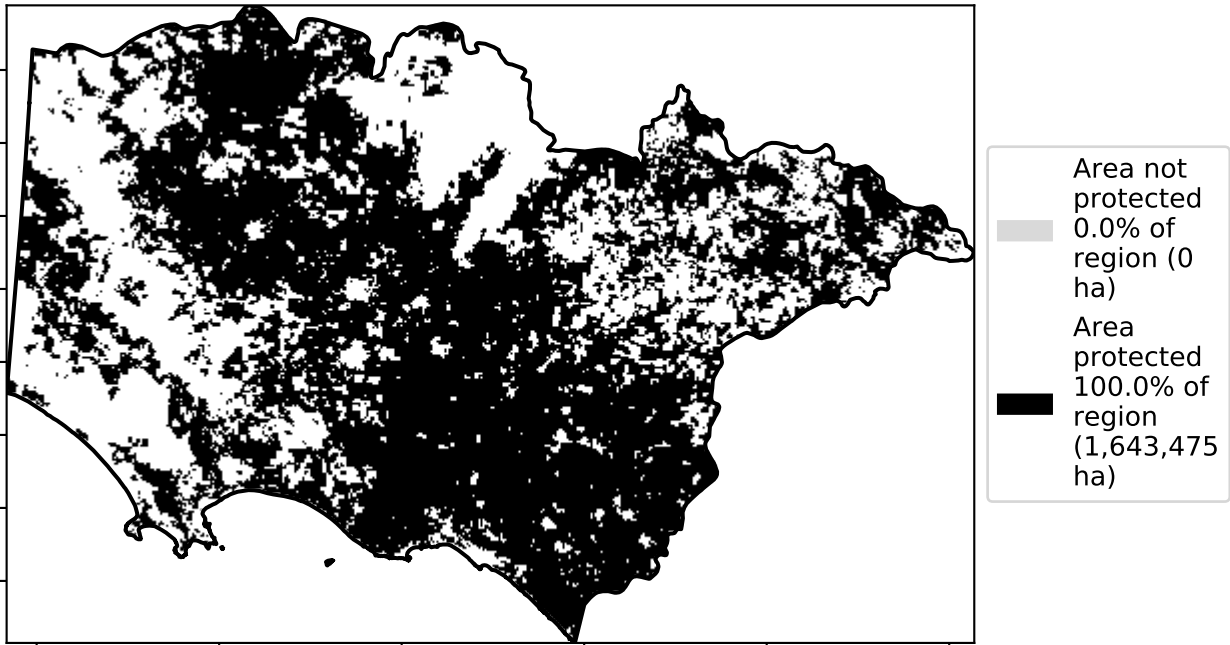 Area not
protected
0.0% of
region (0
ha)
Area
protected
100.0% of
region
(1,643,475
ha)